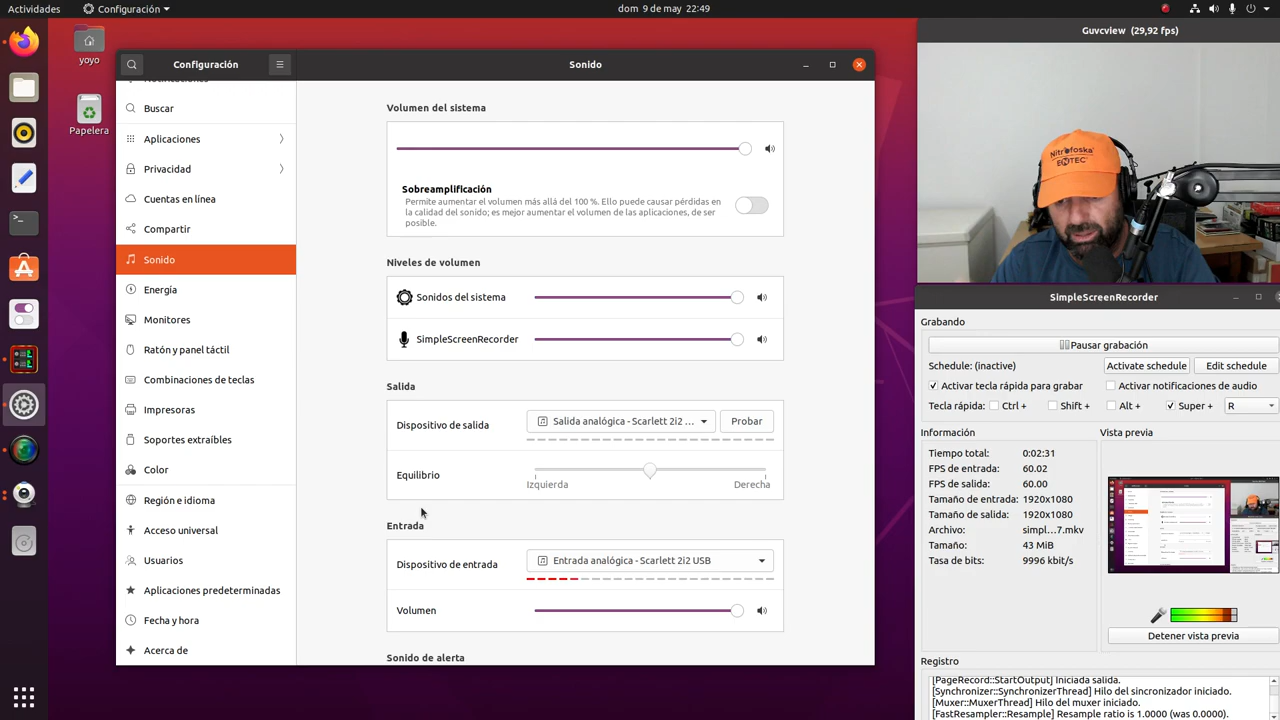 Actividades
Configuración
dom 9 de may 22:49
yoyo
Papelera
Configuración
Sonido
Notificaciones
Buscar
Aplicaciones
Privacidad
Cuentas en línea
Compartir
Sonido
Energía
Monitores
Ratón y panel táctil
Combinaciones de teclas
Impresoras
Soportes extraíbles
Color
Región e idioma
Acceso universal
Usuarios
Aplicaciones predeterminadas
Fecha y hora
Acerca de
Volumen del sistema
Sobreamplificación
Permite aumentar el volumen más allá del 100 %. Ello puede causar pérdidas en
la calidad del sonido; es mejor aumentar el volumen de las aplicaciones, de ser
posible.
Niveles de volumen
Sonidos del sistema
SimpleScreenRecorder
Salida
Dispositivo de salida
Salida analógica - Scarlett 2i2 ...
Probar
Equilibrio
Izquierda
Derecha
Entrada
Dispositivo de entrada
Entrada analógica - Scarlett 2i2 USB
Volumen
Sonido de alerta
Guvcview (29,92 fps)
Nitrofoska
ENTEC
SimpleScreenRecorder
Grabando
Pausar grabación
Schedule: (inactive)
Activate schedule
Edit schedule
Activar tecla rápida para grabar
Activar notificaciones de audio
Tecla rápida:
Ctrl +
Shift +
Alt +
Super +
R
Información
Tiempo total: 0:02:31
FPS de entrada: 60.02
FPS de salida: 60.00
Tamaño de entrada: 1920x1080
Tamaño de salida: 1920x1080
Archivo: simpl...7.mkv
Tamaño: 43 MiB
Tasa de bits: 9996 kbit/s
Vista previa
Detener vista previa
Registro
[PageRecord::StartOutput] Iniciada salida.
[Synchronizer::SynchronizerThread] Hilo del sincronizador iniciado.
[Muxer::MuxerThread] Hilo del muxer iniciado.
[FastResampler::Resample] Resample ratio is 1.0000 (was 0.0000).